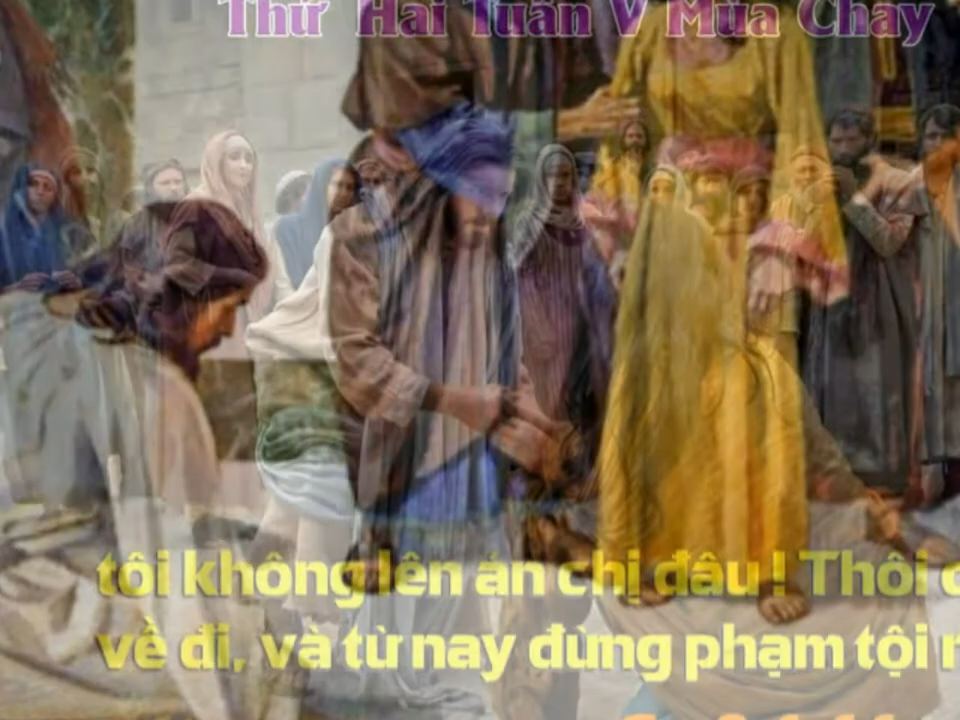 Thứ Hai Tuần V Mùa Chay
tôi không lên án chị đâu ! Thôi
về đi, và từ nay đừng phạm tội